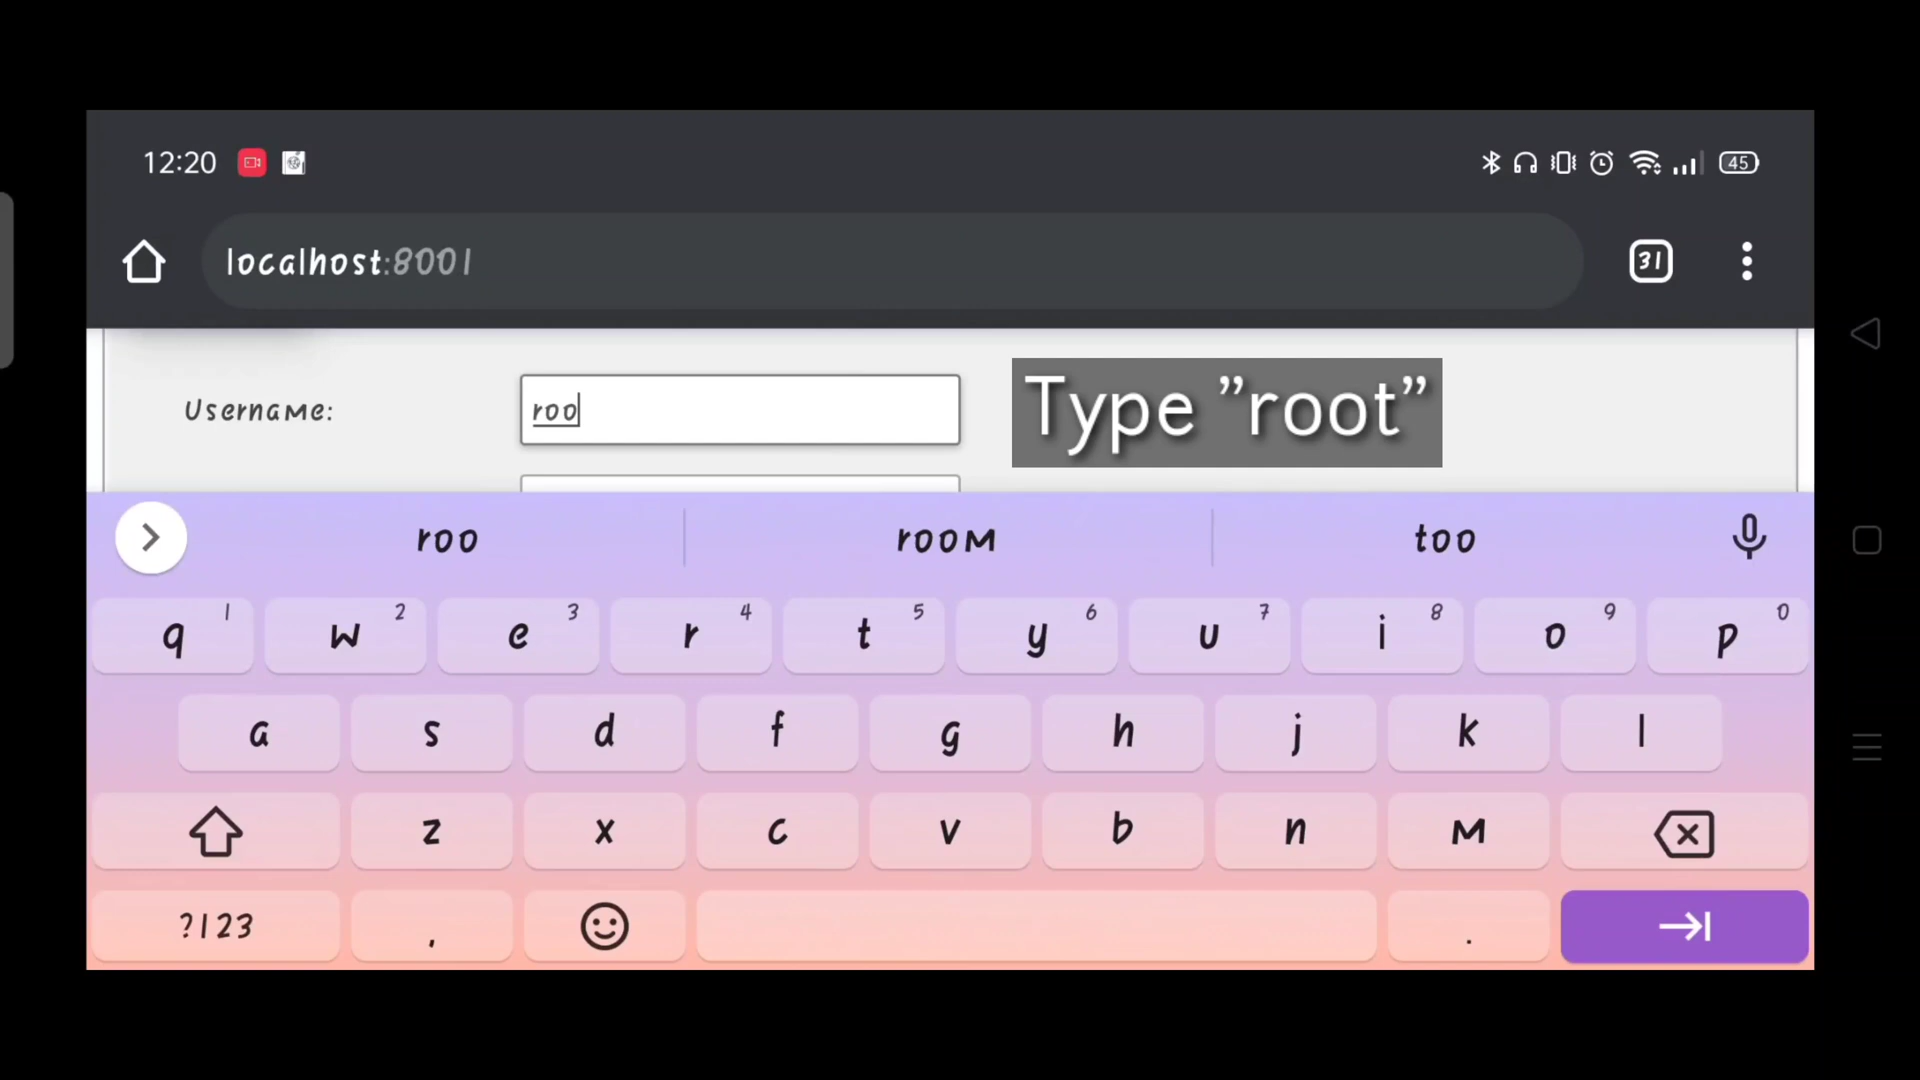 12:20
45
localhost:8001
31
Username:
roo
Type ”root”
roo room too
q 1 w 2 e 3 r 4 t 5 y 6 u 7 i 8 o 9 p 0
a s d f g h j k l
z x c v b n m
?123 , .